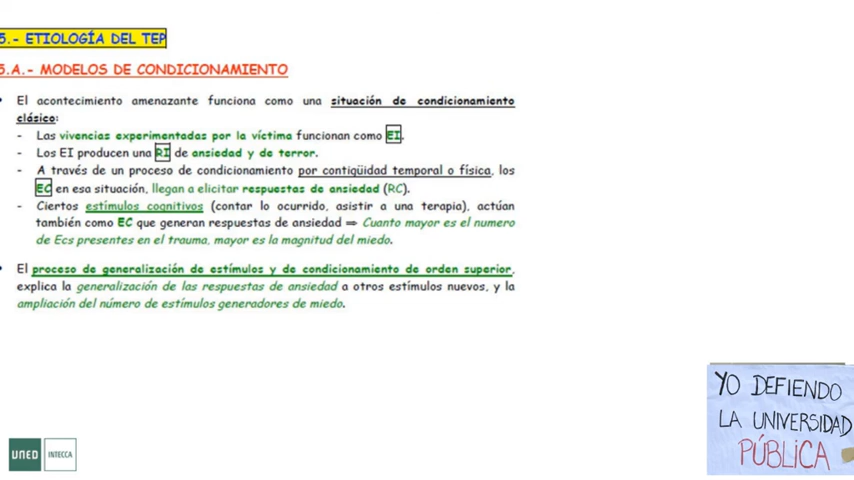 5.- ETIOLOGÍA DEL TEP
5.A.- MODELOS DE CONDICIONAMIENTO
El acontecimiento amenazante funciona como una situación de condicionamiento
clásico:
- Las vivencias experimentadas por la víctima funcionan como EI.
- Los EI producen una RI de ansiedad y de terror.
- A través de un proceso de condicionamiento por contigüidad temporal o física, los
EC en esa situación, llegan a elicitar respuestas de ansiedad (RC).
- Ciertos estímulos cognitivos (contar lo ocurrido, asistir a una terapia), actúan
también como EC que generan respuestas de ansiedad ⇒ Cuanto mayor es el numero
de Ecs presentes en el trauma, mayor es la magnitud del miedo.
El proceso de generalización de estímulos y de condicionamiento de orden superior,
explica la generalización de las respuestas de ansiedad a otros estímulos nuevos, y la
ampliación del número de estímulos generadores de miedo.
YO DEFIENDO
LA UNIVERSIDAD
PÚBLICA
UNED INTECCA